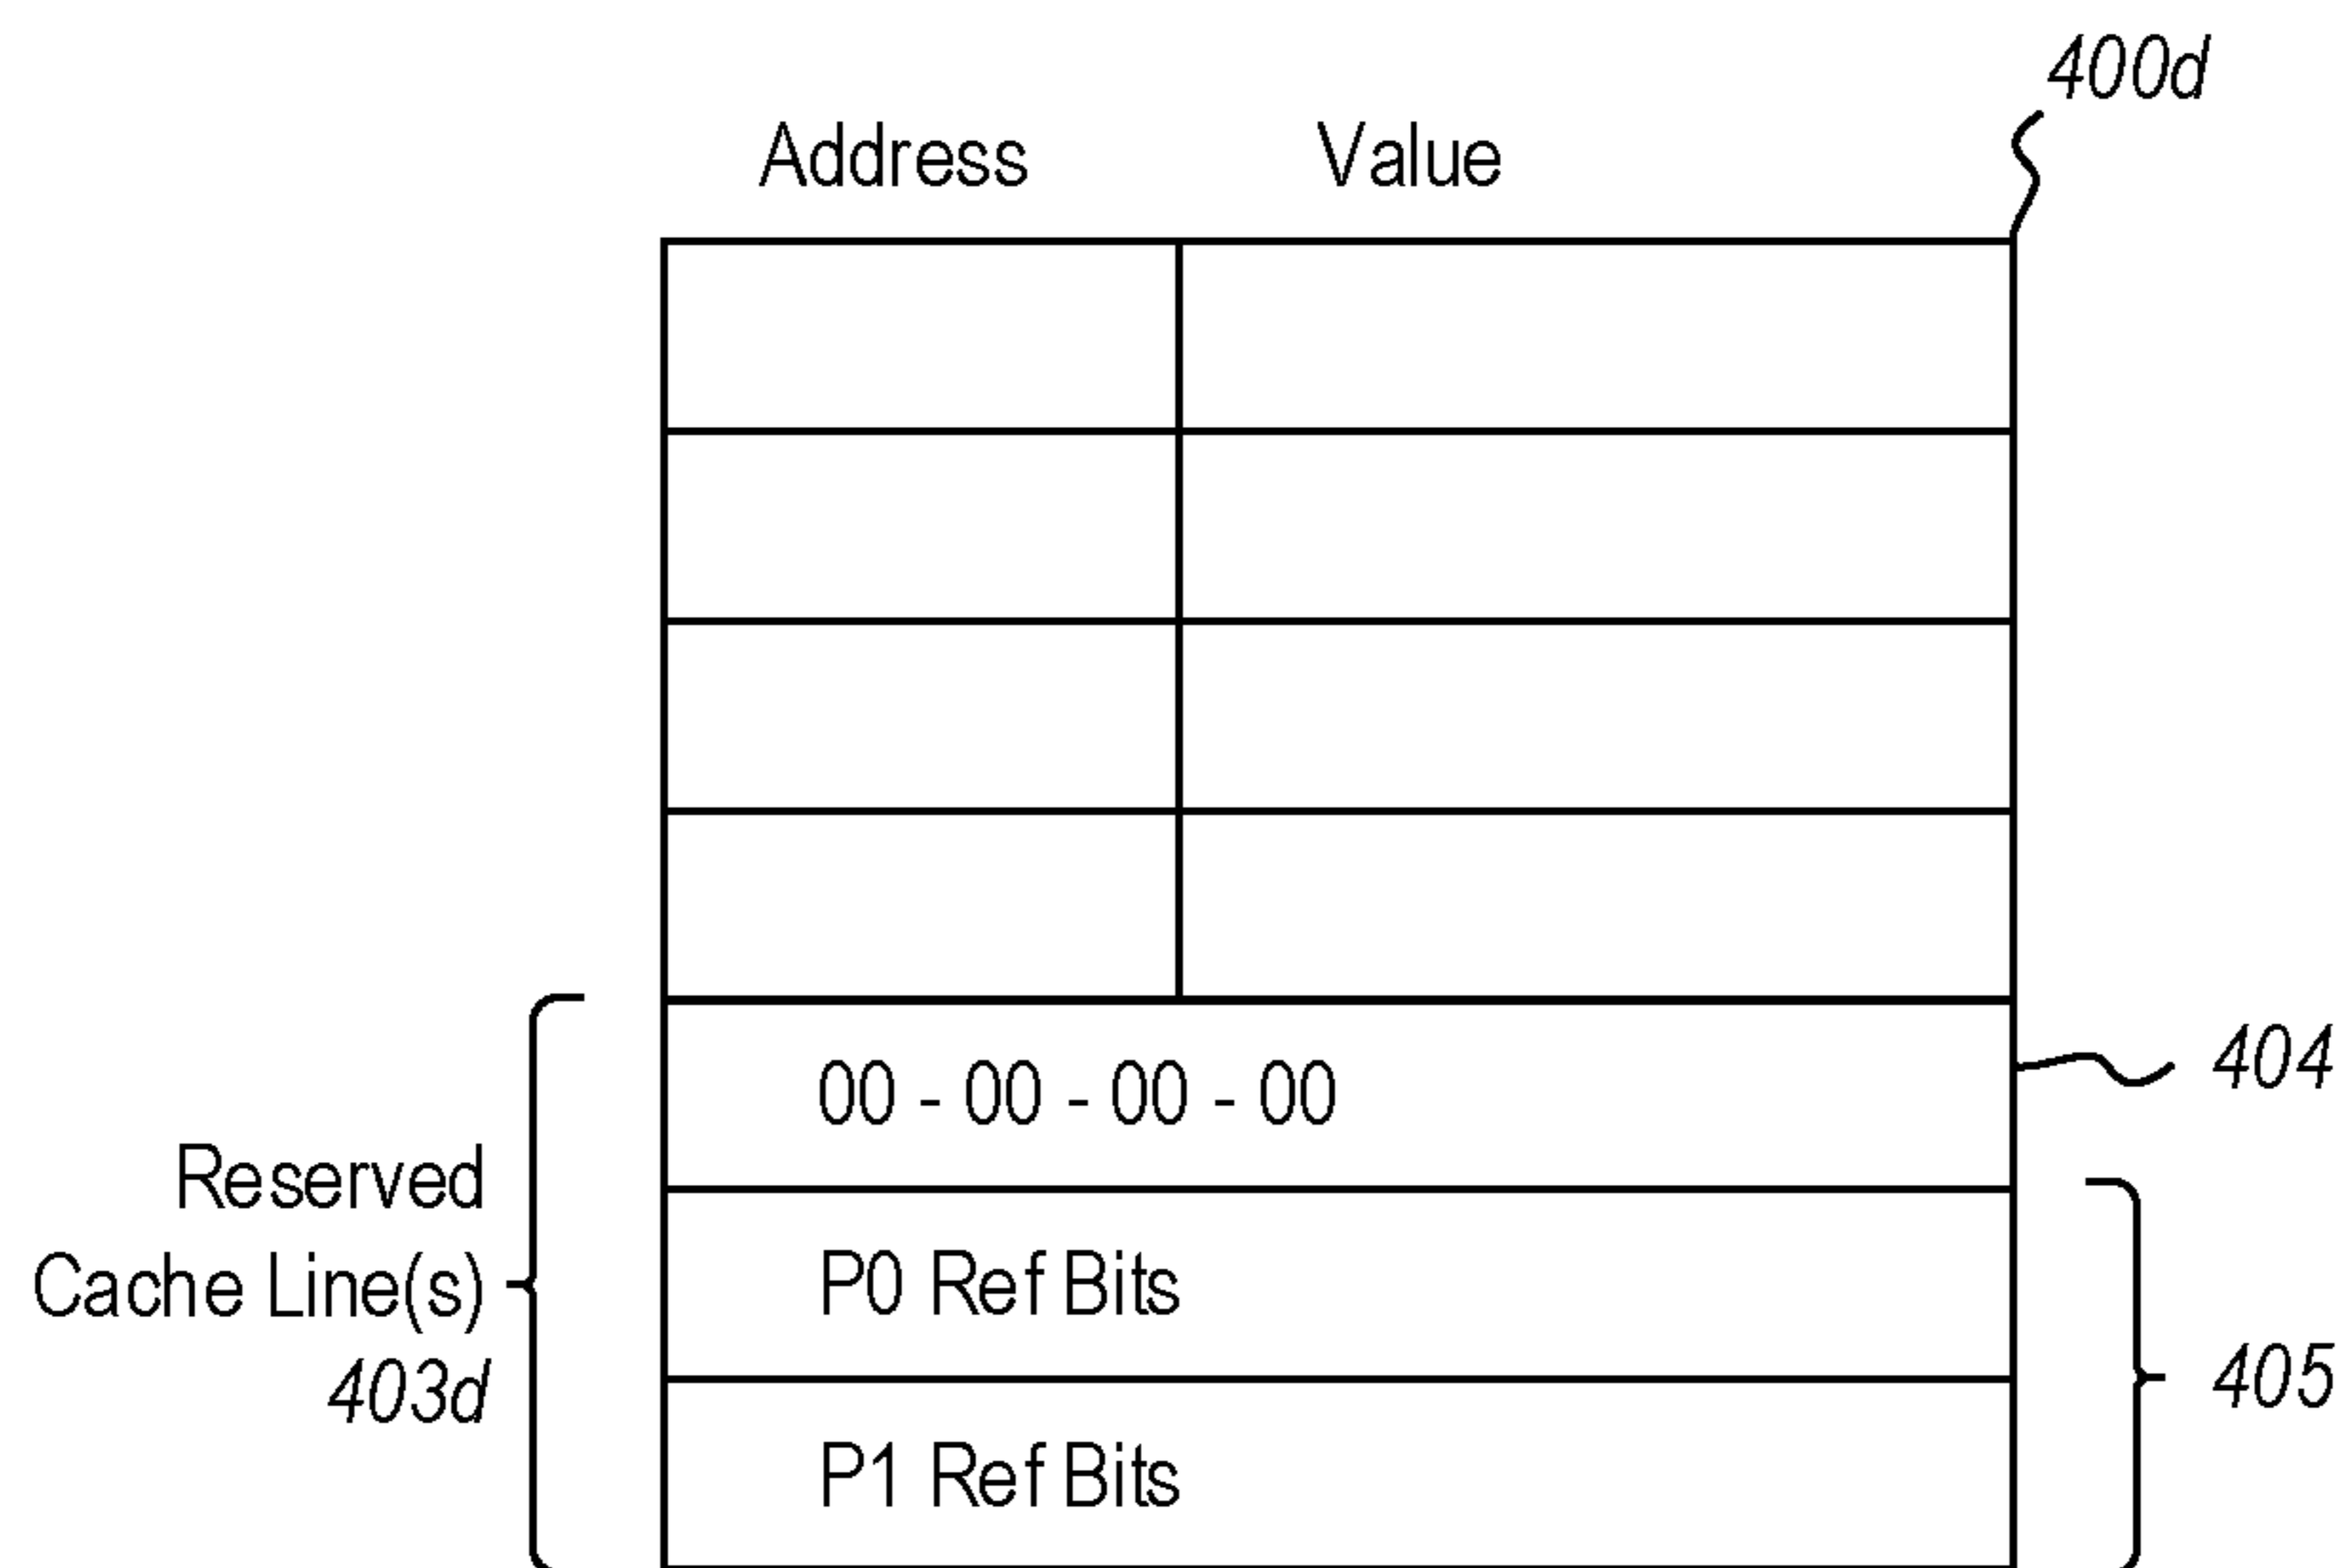 400d
Address Value
00 - 00 - 00 - 00
404
Reserved
Cache Line(s)
403d
P0 Ref Bits
405
P1 Ref Bits